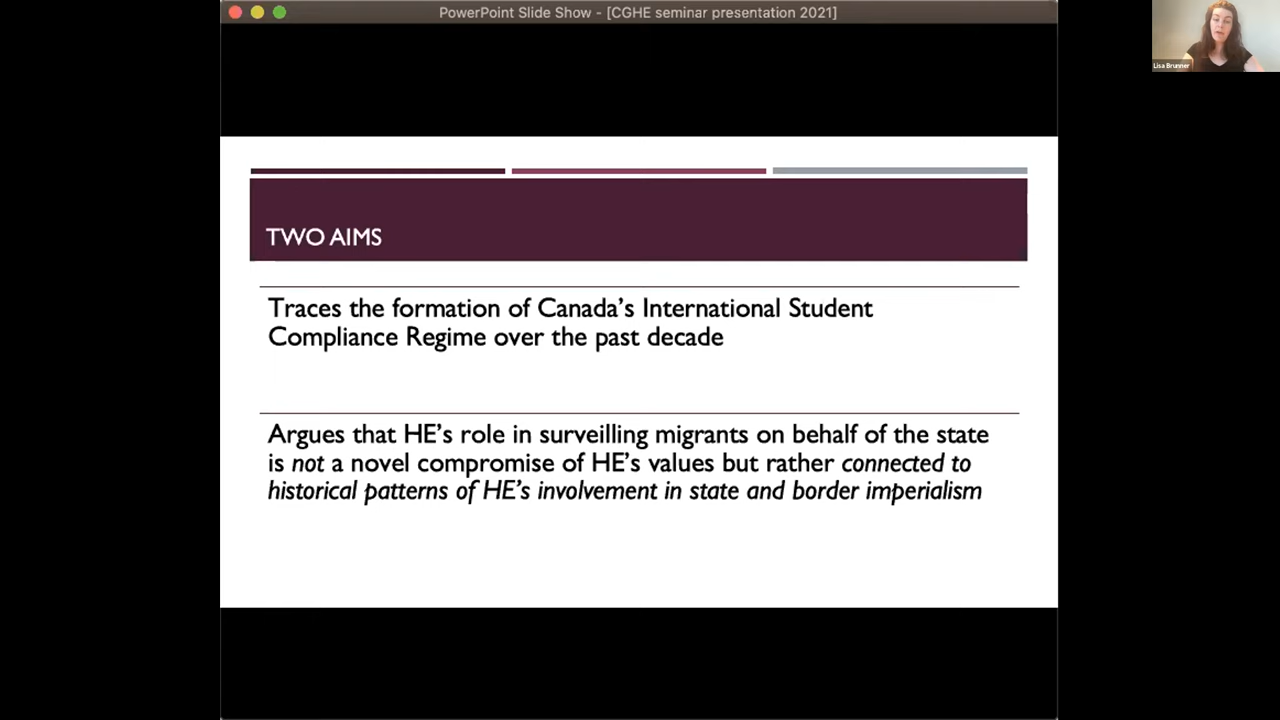 PowerPoint Slide Show - [CGHE seminar presentation 2021]
Lisa Brunner
TWO AIMS
Traces the formation of Canada's International Student
Compliance Regime over the past decade
Argues that HE's role in surveilling migrants on behalf of the state
is not a novel compromise of HE's values but rather connected to
historical patterns of HE's involvement in state and border imperialism